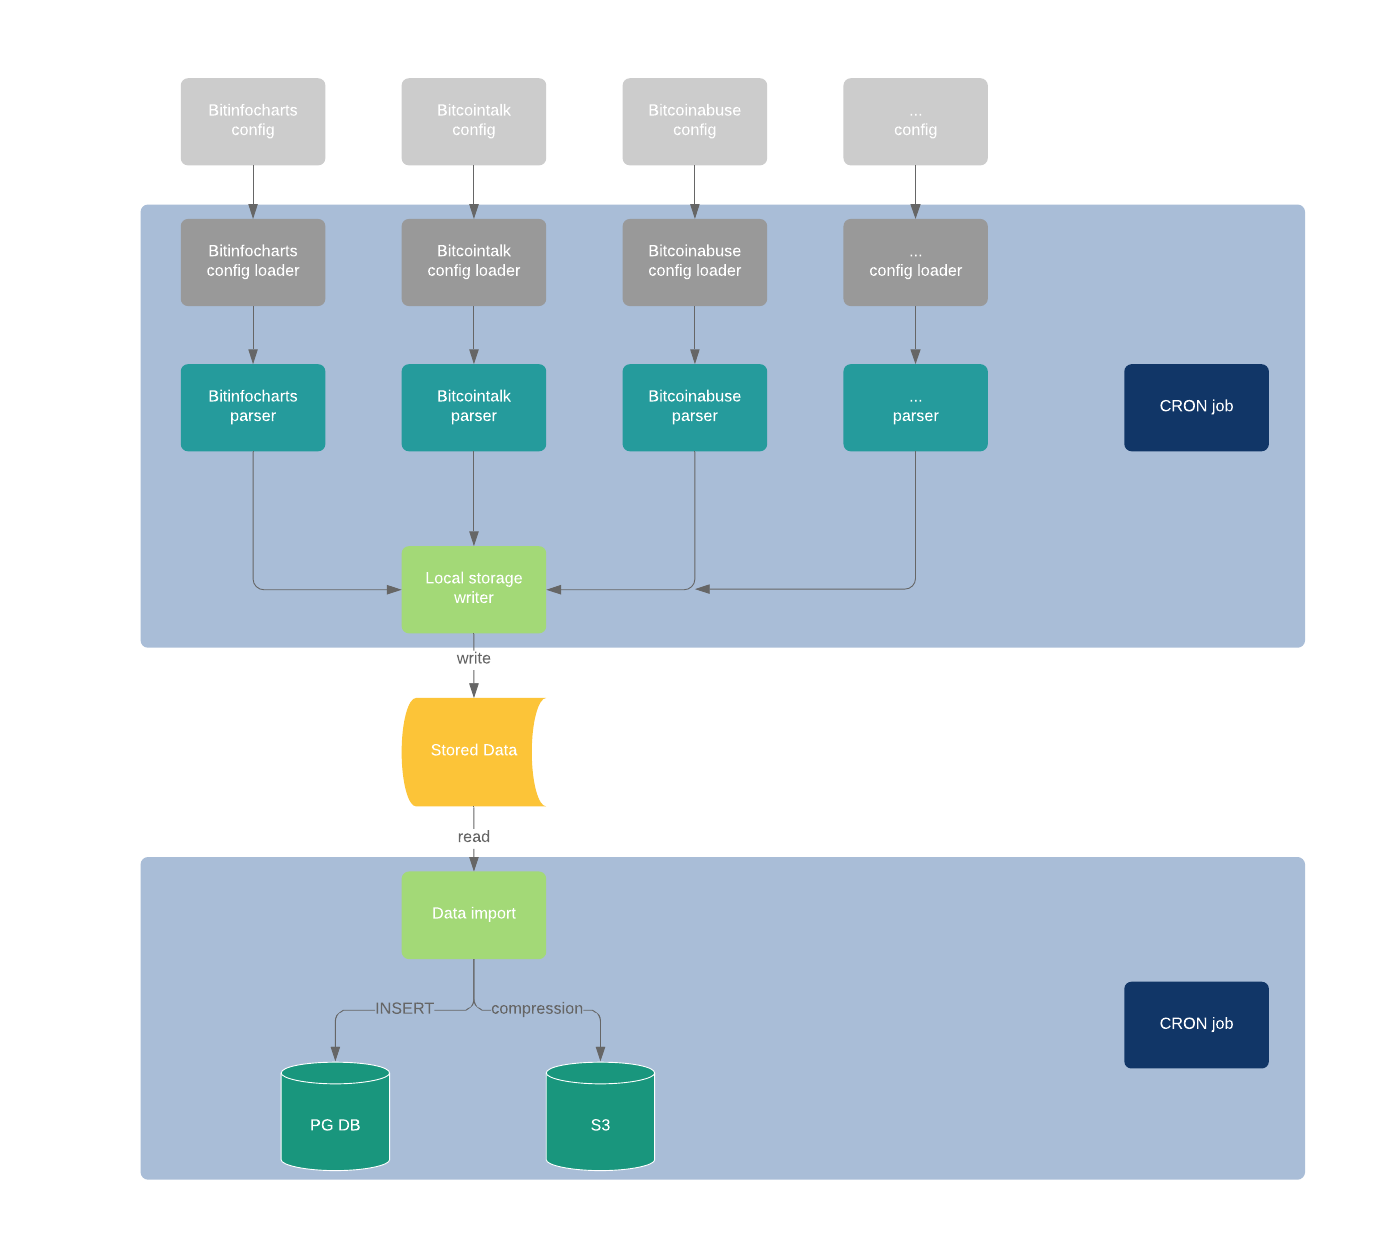 Bitinfocharts
config
Bitcointalk
config
Bitcoinabuse
config
...
config
Bitinfocharts
config loader
Bitcointalk
config loader
Bitcoinabuse
config loader
...
config loader
Bitinfocharts
parser
Bitcointalk
parser
Bitcoinabuse
parser
...
parser
CRON job
Local storage
writer
write
Stored Data
read
Data import
INSERT
compression
CRON job
PG DB
S3